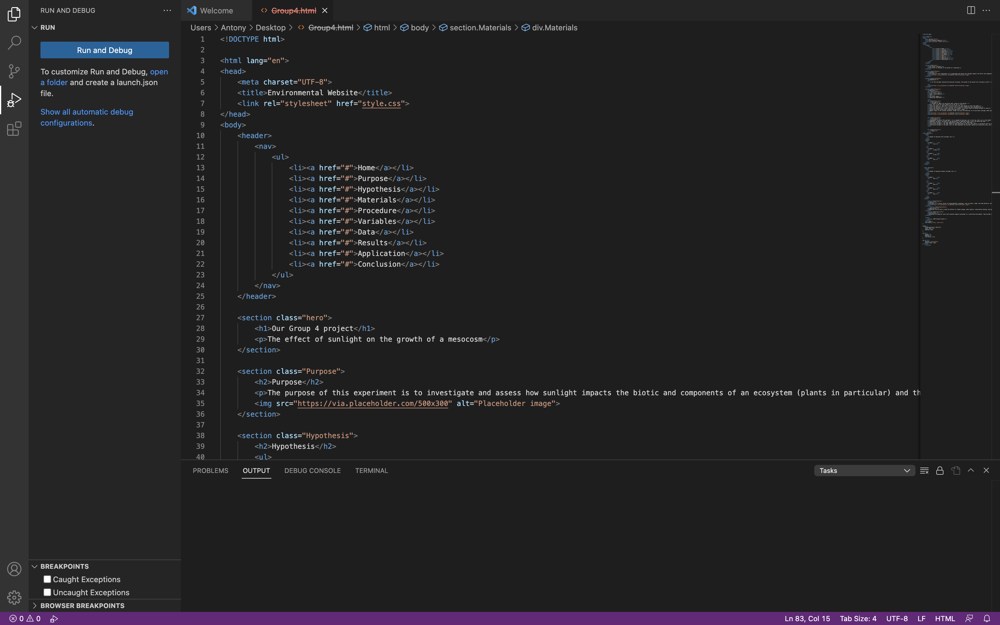 RUN AND DEBUG
RUN
Run and Debug
To customize Run and Debug, open
a folder and create a launch.json
file.
Show all automatic debug
configurations.
BREAKPOINTS
Caught Exceptions
Uncaught Exceptions
BROWSER BREAKPOINTS
Welcome
Group4.html
Users > Antony > Desktop > Group4.html > html > body > section.Materials > div.Materials
1 <!DOCTYPE html>
2
3 <html lang="en">
4 <head>
5 <meta charset="UTF-8">
6 <title>Environmental Website</title>
7 <link rel="stylesheet" href="style.css">
8 </head>
9 <body>
10 <header>
11 <nav>
12 <ul>
13 <li><a href="#">Home</a></li>
14 <li><a href="#">Purpose</a></li>
15 <li><a href="#">Hypothesis</a></li>
16 <li><a href="#">Materials</a></li>
17 <li><a href="#">Procedure</a></li>
18 <li><a href="#">Variables</a></li>
19 <li><a href="#">Data</a></li>
20 <li><a href="#">Results</a></li>
21 <li><a href="#">Application</a></li>
22 <li><a href="#">Conclusion</a></li>
23 </ul>
24 </nav>
25 </header>
26
27 <section class="hero">
28 <h1>Our Group 4 project</h1>
29 <p>The effect of sunlight on the growth of a mesocosm</p>
30 </section>
31
32 <section class="Purpose">
33 <h2>Purpose</h2>
34 <p>The purpose of this experiment is to investigate and assess how sunlight impacts the biotic and components of an ecosystem (plants in particular) and th
35 <img src="https://via.placeholder.com/500x300" alt="Placeholder image">
36 </section>
37
38 <section class="Hypothesis">
39 <h2>Hypothesis</h2>
40 <ul>
PROBLEMS OUTPUT DEBUG CONSOLE TERMINAL
Tasks
0 0
Ln 83, Col 15 Tab Size: 4 UTF-8 LF HTML